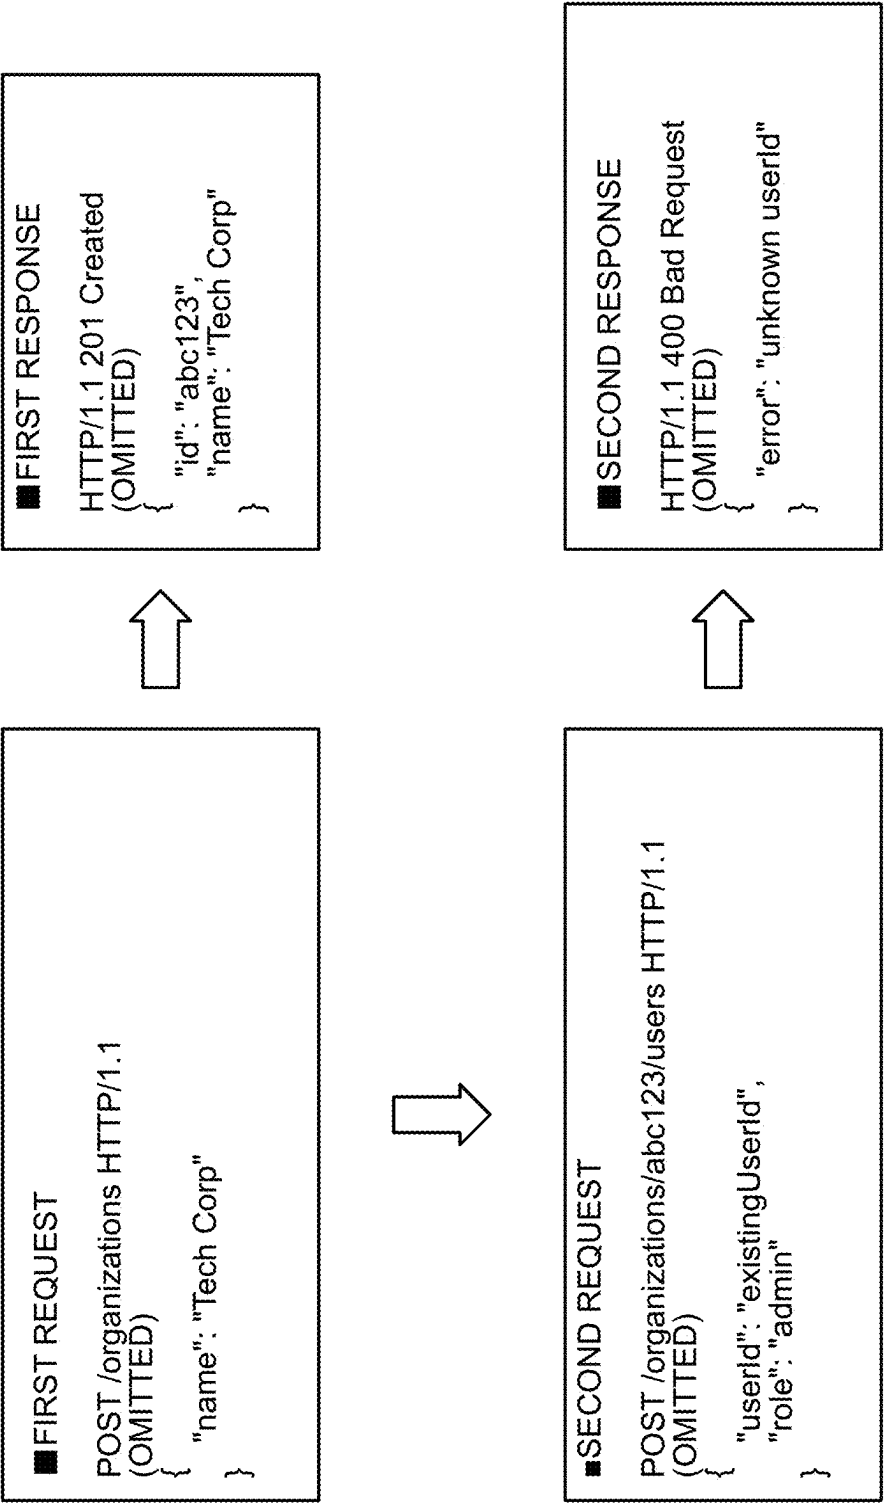 ■FIRST REQUEST
POST /organizations HTTP/1.1
(OMITTED)
{
"name": "Tech Corp"
}
■FIRST RESPONSE
HTTP/1.1 201 Created
(OMITTED)
{
"id": "abc123",
"name": "Tech Corp"
}
■SECOND REQUEST
POST /organizations/abc123/users HTTP/1.1
(OMITTED)
{
"userId": "existingUserId",
"role": "admin"
}
■SECOND RESPONSE
HTTP/1.1 400 Bad Request
(OMITTED)
{
"error": "unknown userId"
}